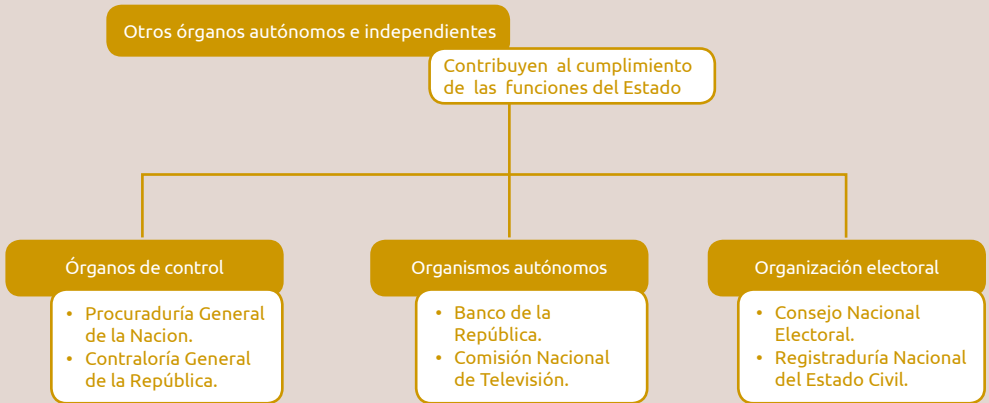 Otros órganos autónomos e independientes
Contribuyen al cumplimiento
de las funciones del Estado
Órganos de control
• Procuraduría General
de la Nacion.
• Contraloría General
de la República.
Organismos autónomos
• Banco de la
República.
• Comisión Nacional
de Televisión.
Organización electoral
• Consejo Nacional
Electoral.
• Registraduría Nacional
del Estado Civil.